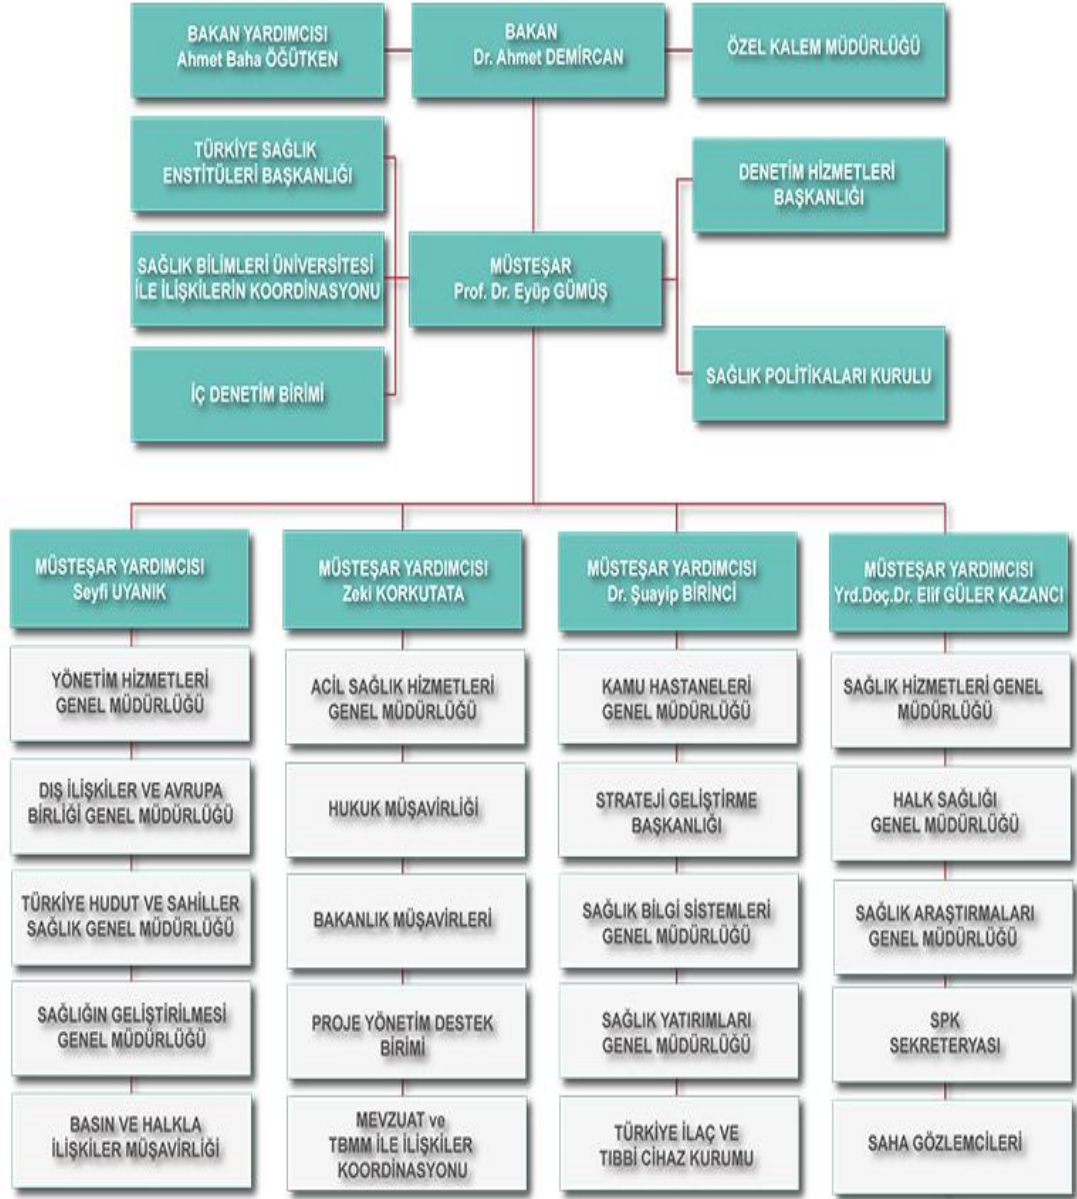 BAKAN YARDIMCISI
Ahmet Baha ÖĞÜTKEN
BAKAN
Dr. Ahmet DEMİRCAN
ÖZEL KALEM MÜDÜRLÜĞÜ
TÜRKİYE SAĞLIK
ENSTİTÜLERİ BAŞKANLIĞI
DENETİM HİZMETLERİ
BAŞKANLIĞI
SAĞLIK BİLİMLERİ ÜNİVERSİTESİ
İLE İLİŞKİLERİN KOORDİNASYONU
MÜSTEŞAR
Prof. Dr. Eyüp GÜMÜŞ
İÇ DENETİM BİRİMİ
SAĞLIK POLİTİKALARI KURULU
MÜSTEŞAR YARDIMCISI
Seyfi UYANIK
YÖNETİM HİZMETLERİ
GENEL MÜDÜRLÜĞÜ
DIŞ İLİŞKİLER VE AVRUPA
BİRLİĞİ GENEL MÜDÜRLÜĞÜ
TÜRKİYE HUDUT VE SAHİLLER
SAĞLIK GENEL MÜDÜRLÜĞÜ
SAĞLIĞIN GELİŞTİRİLMESİ
GENEL MÜDÜRLÜĞÜ
BASIN VE HALKLA
İLİŞKİLER MÜŞAVİRLİĞİ
MÜSTEŞAR YARDIMCISI
Zeki KORKUTATA
ACİL SAĞLIK HİZMETLERİ
GENEL MÜDÜRLÜĞÜ
HUKUK MÜŞAVİRLİĞİ
BAKANLIK MÜŞAVİRLERİ
PROJE YÖNETİM DESTEK
BİRİMİ
MEVZUAT ve
TBMM İLE İLİŞKİLER
KOORDİNASYONU
MÜSTEŞAR YARDIMCISI
Dr. Şuayip BİRİNCİ
KAMU HASTANELERİ
GENEL MÜDÜRLÜĞÜ
STRATEJİ GELİŞTİRME
BAŞKANLIĞI
SAĞLIK BİLGİ SİSTEMLERİ
GENEL MÜDÜRLÜĞÜ
SAĞLIK YATIRIMLARI
GENEL MÜDÜRLÜĞÜ
TÜRKİYE İLAÇ VE
TIBBİ CİHAZ KURUMU
MÜSTEŞAR YARDIMCISI
Yrd.Doç.Dr. Elif GÜLER KAZANCI
SAĞLIK HİZMETLERİ GENEL
MÜDÜRLÜĞÜ
HALK SAĞLIĞI
GENEL MÜDÜRLÜĞÜ
SAĞLIK ARAŞTIRMALARI
GENEL MÜDÜRLÜĞÜ
SPK
SEKRETERYASI
SAHA GÖZLEMCİLERİ